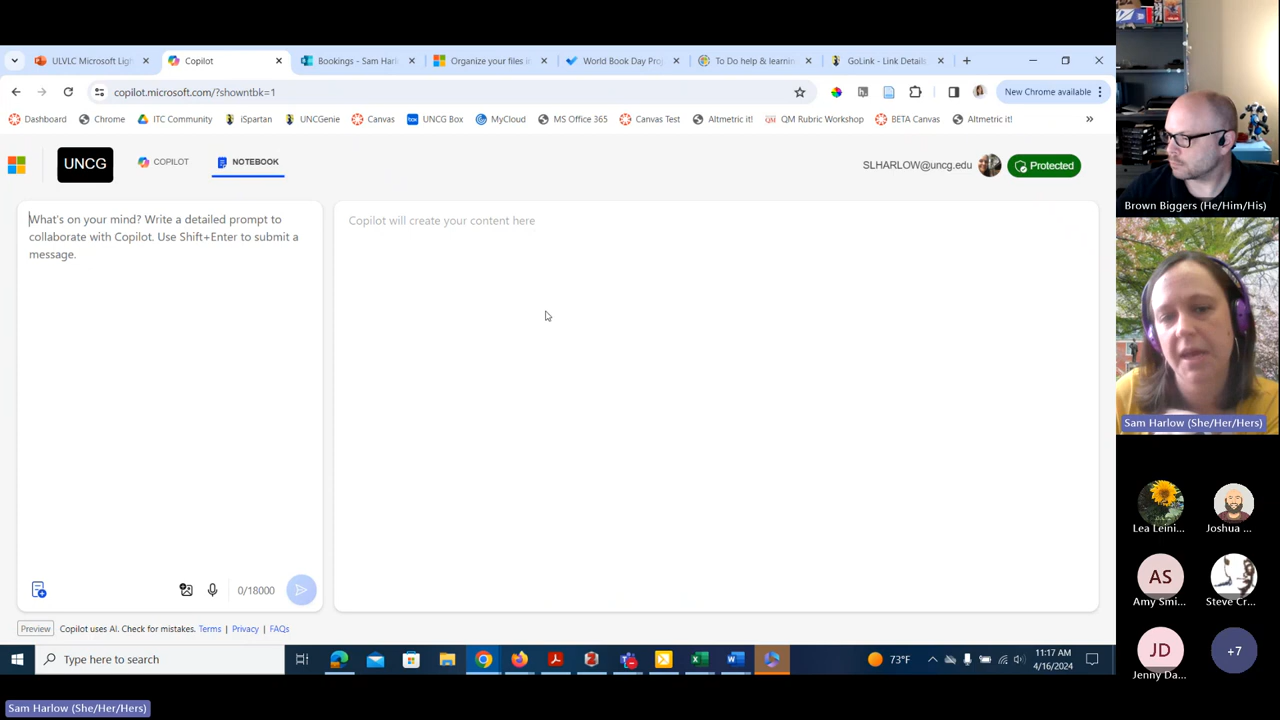 ULVLC Microsoft Ligh
Copilot
Bookings - Sam Harl
Organize your files i
World Book Day Pro
To Do help & learnin
GoLink - Link Details
copilot.microsoft.com/?showntbk=1
New Chrome available
Dashboard
Chrome
ITC Community
iSpartan
UNCGenie
Canvas
UNCG Box
MyCloud
MS Office 365
Canvas Test
Altmetric it!
QM Rubric Workshop
BETA Canvas
Altmetric it!
UNCG
COPILOT
NOTEBOOK
SLHARLOW@uncg.edu
Protected
What's on your mind? Write a detailed prompt to
collaborate with Copilot. Use Shift+Enter to submit a
message.
Copilot will create your content here
0/18000
Preview
Copilot uses AI. Check for mistakes. Terms | Privacy | FAQs
Type here to search
73°F
11:17 AM
4/16/2024
Brown Biggers (He/Him/His)
Sam Harlow (She/Her/Hers)
Lea Leini...
Joshua ...
AS
Amy Smi...
Steve Cr...
JD
Jenny Da...
+7
Sam Harlow (She/Her/Hers)